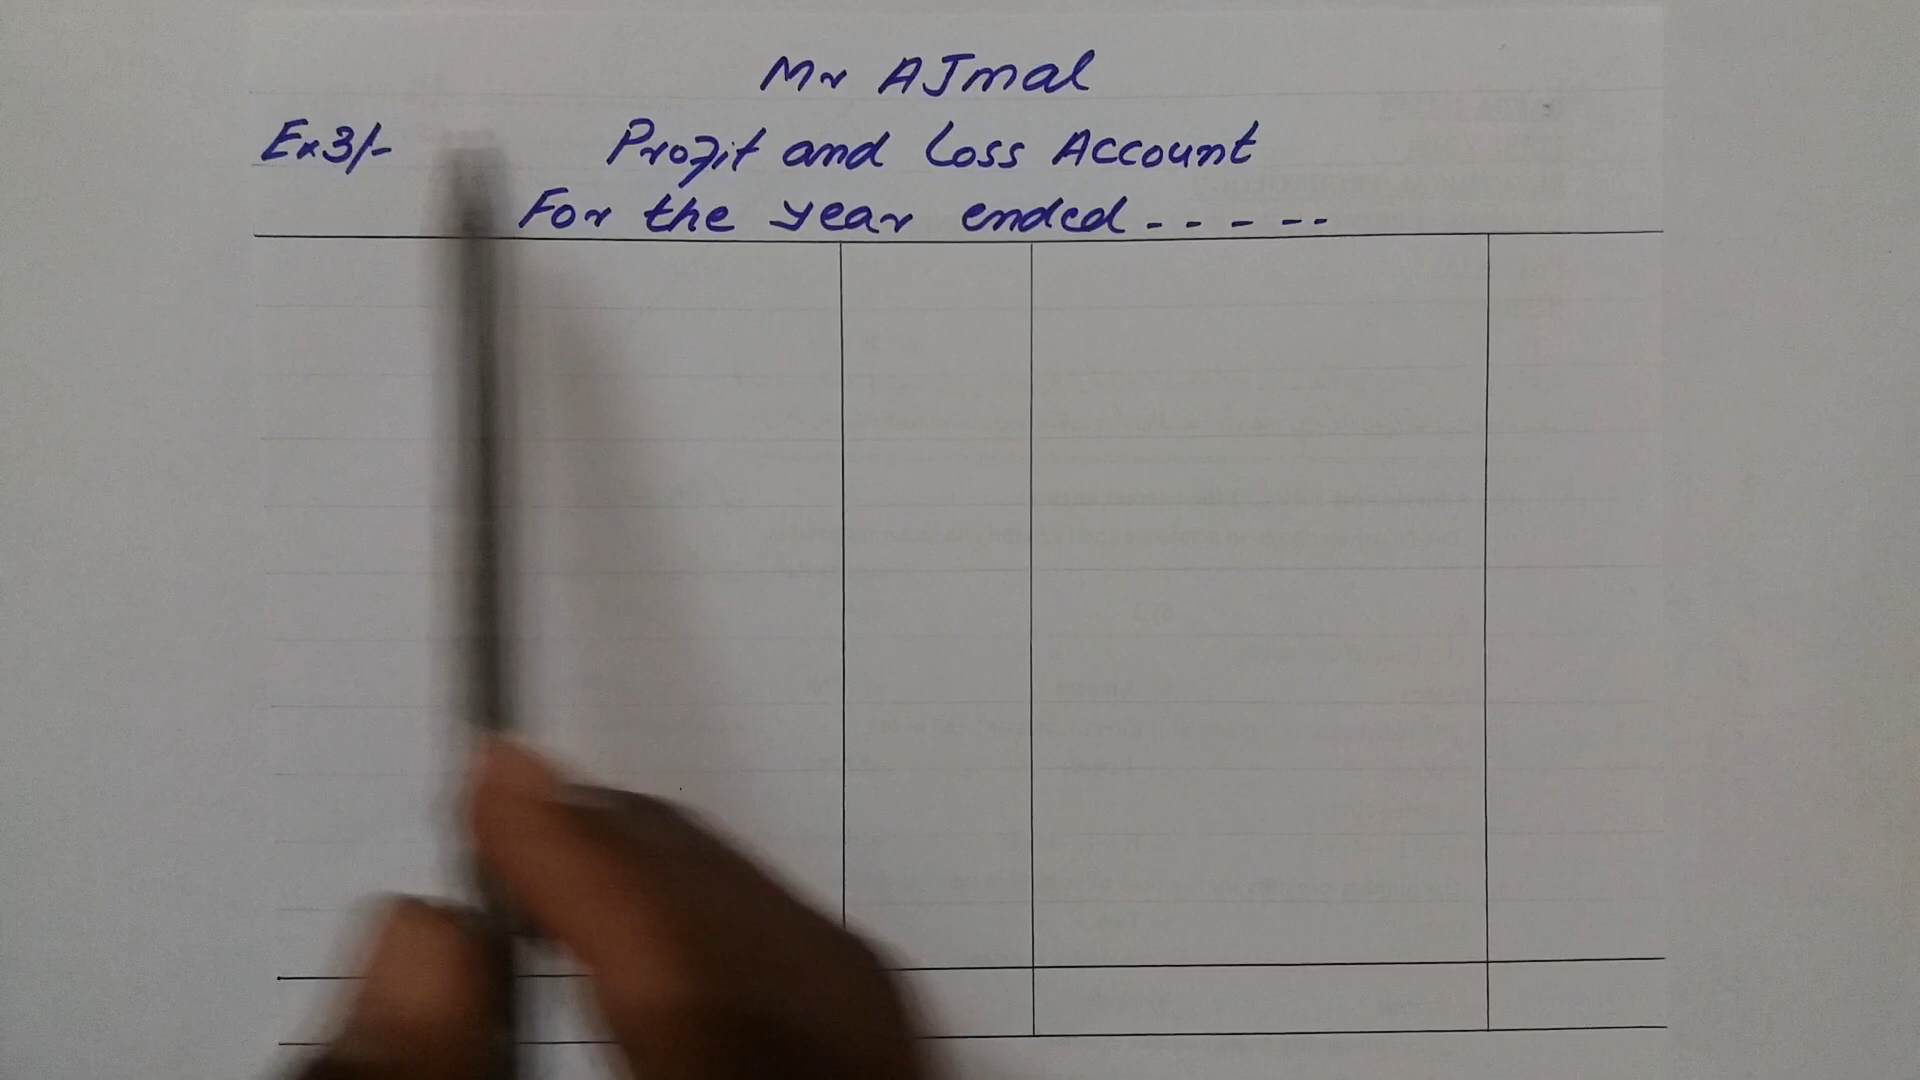 Mr AJmal
Ex3/- Profit and Loss Account
For the year ended - - - - -